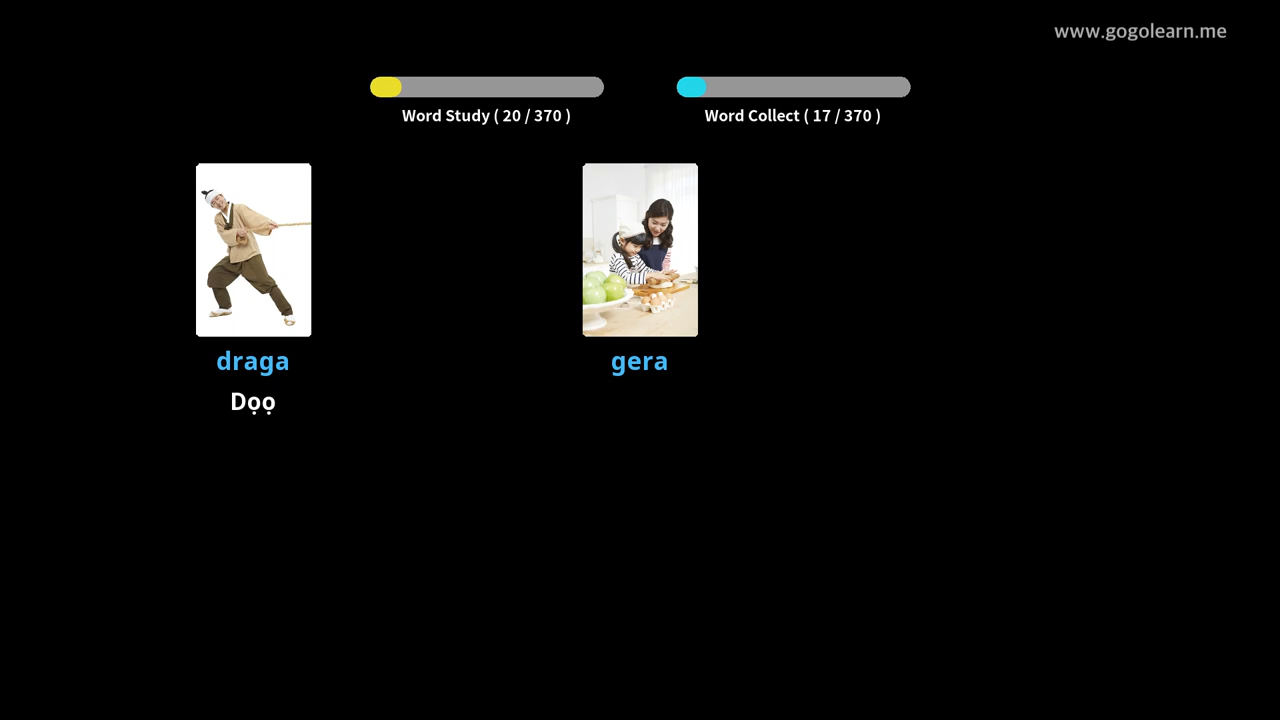 www.gogolearn.me
Word Study ( 20 / 370 )
Word Collect ( 17 / 370 )
draga
Dọọ
gera